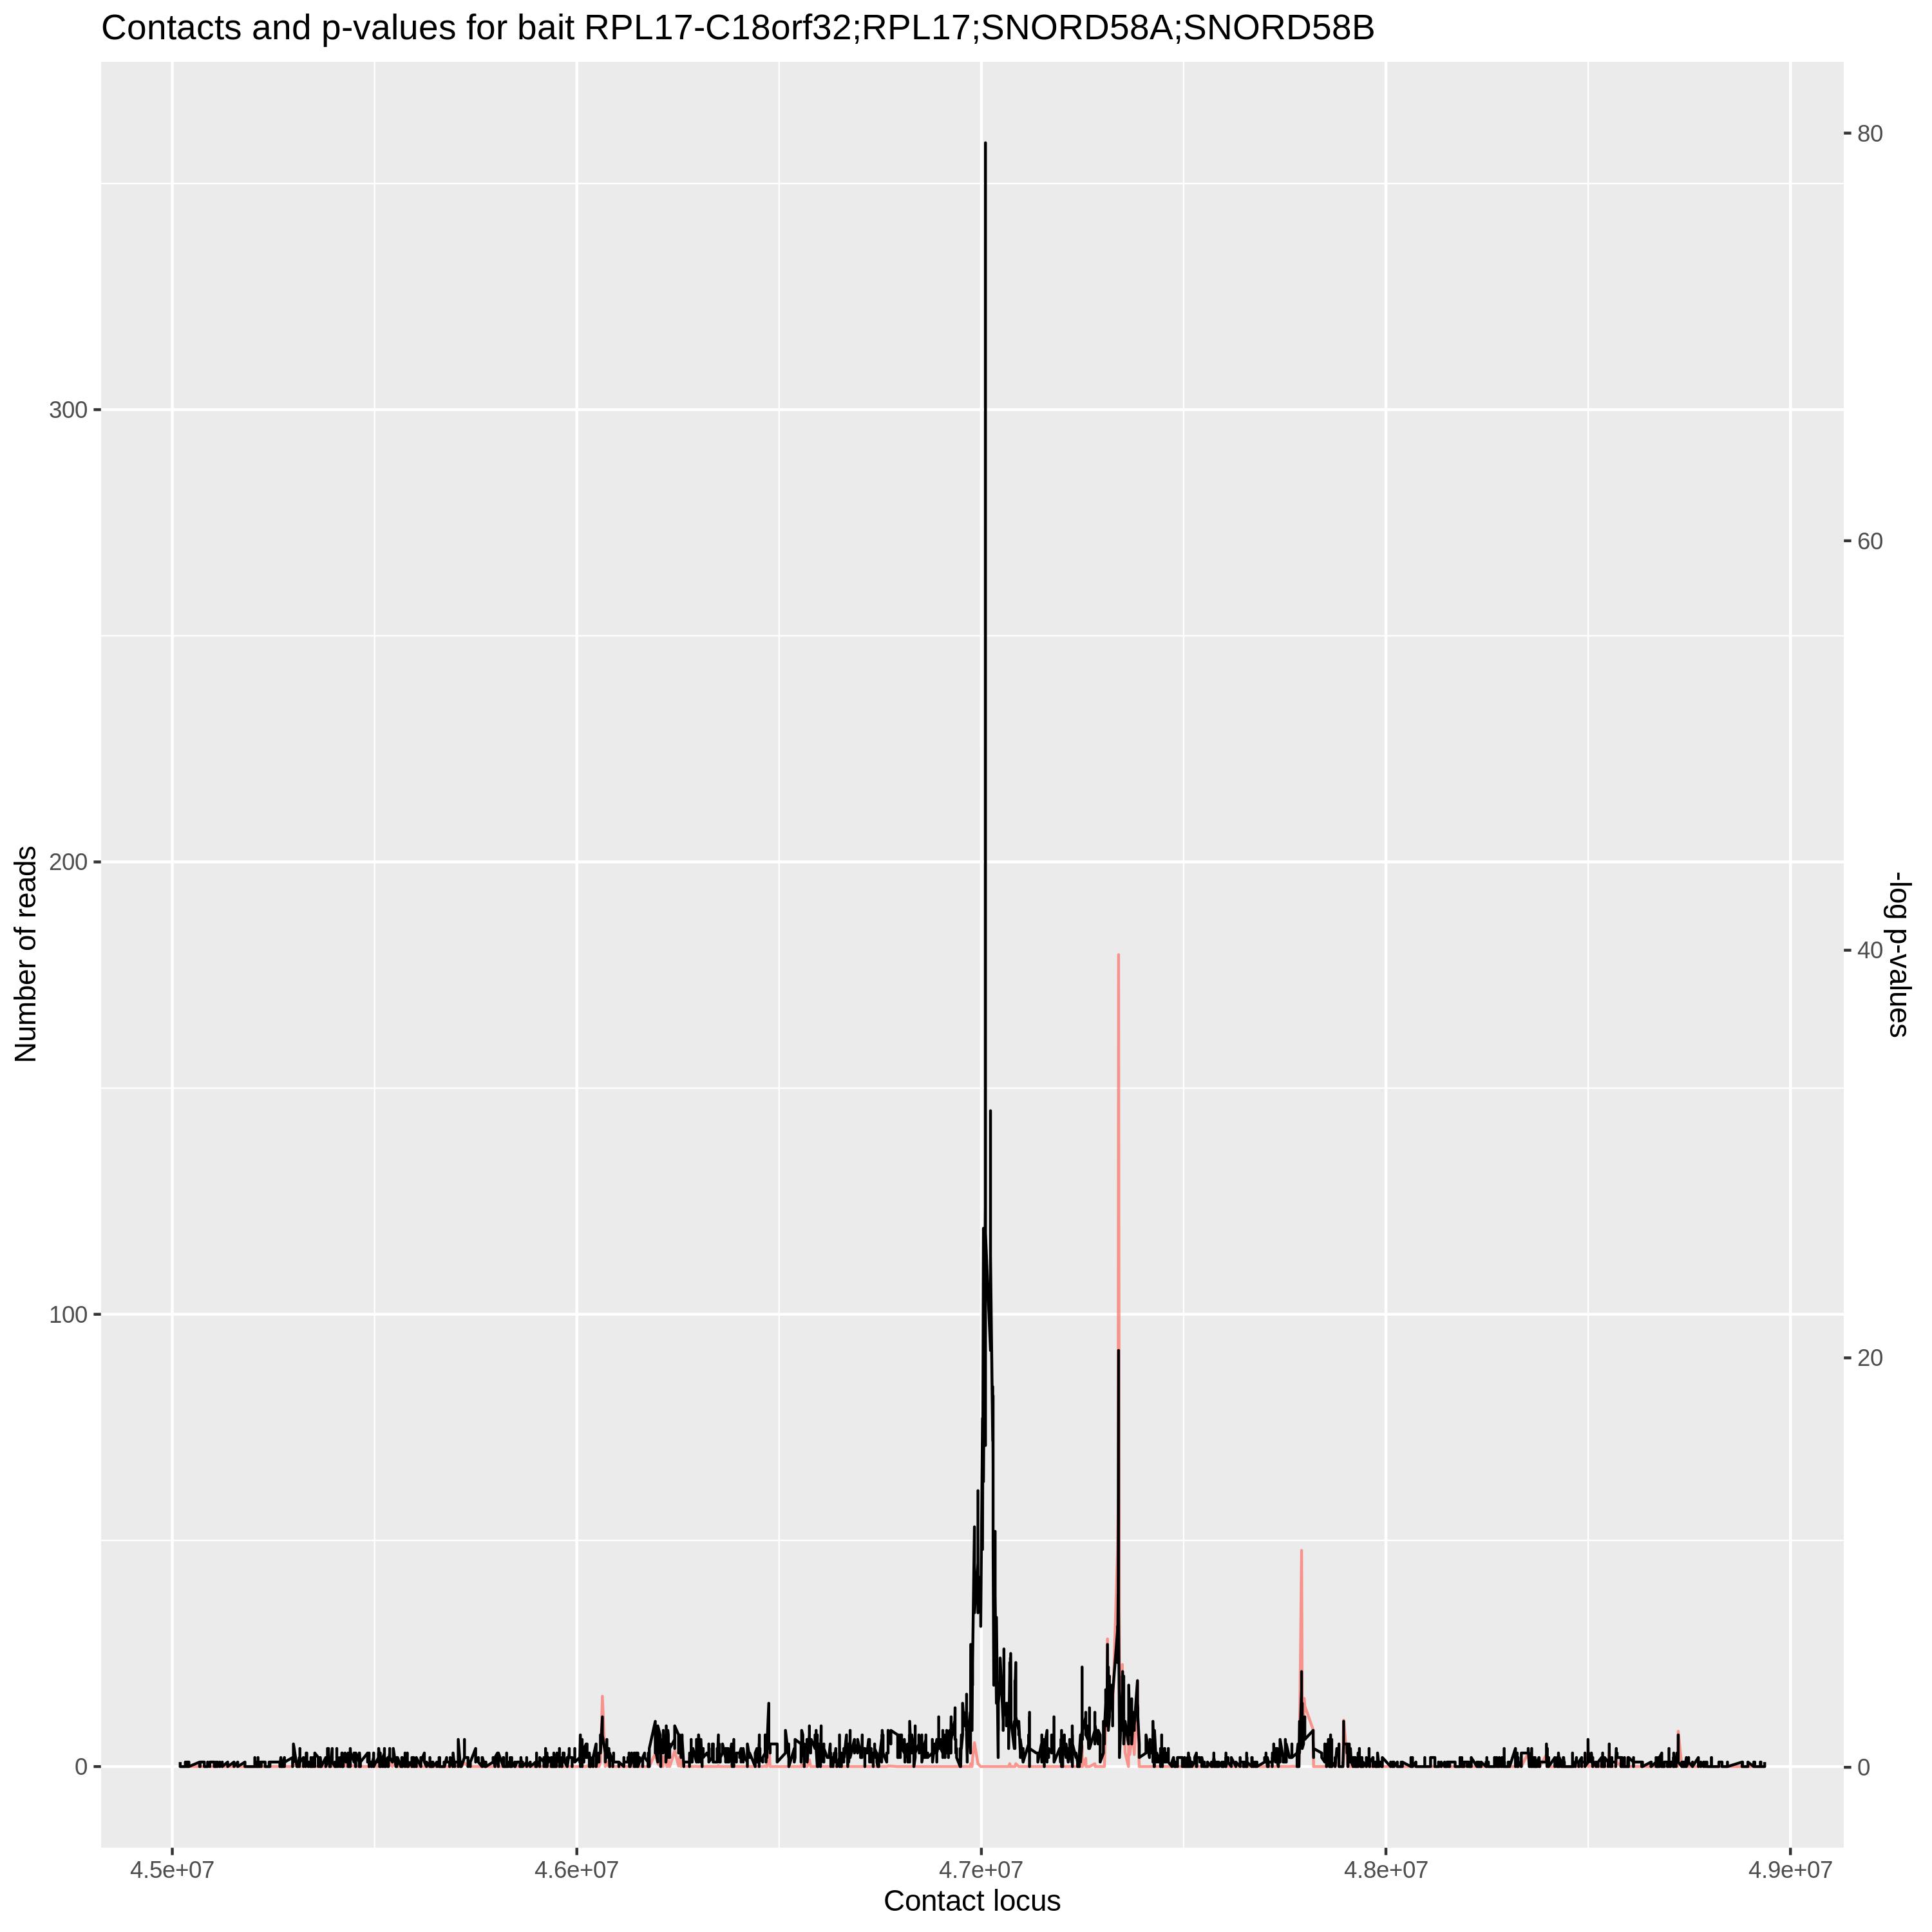 Contacts and p-values for bait RPL17-C18orf32;RPL17;SNORD58A;SNORD58B
80
300
60
200
Number of reads
-log p-values
40
100
20
0
0
4.5e+07
4.6e+07
4.7e+07
4.8e+07
4.9e+07
Contact locus